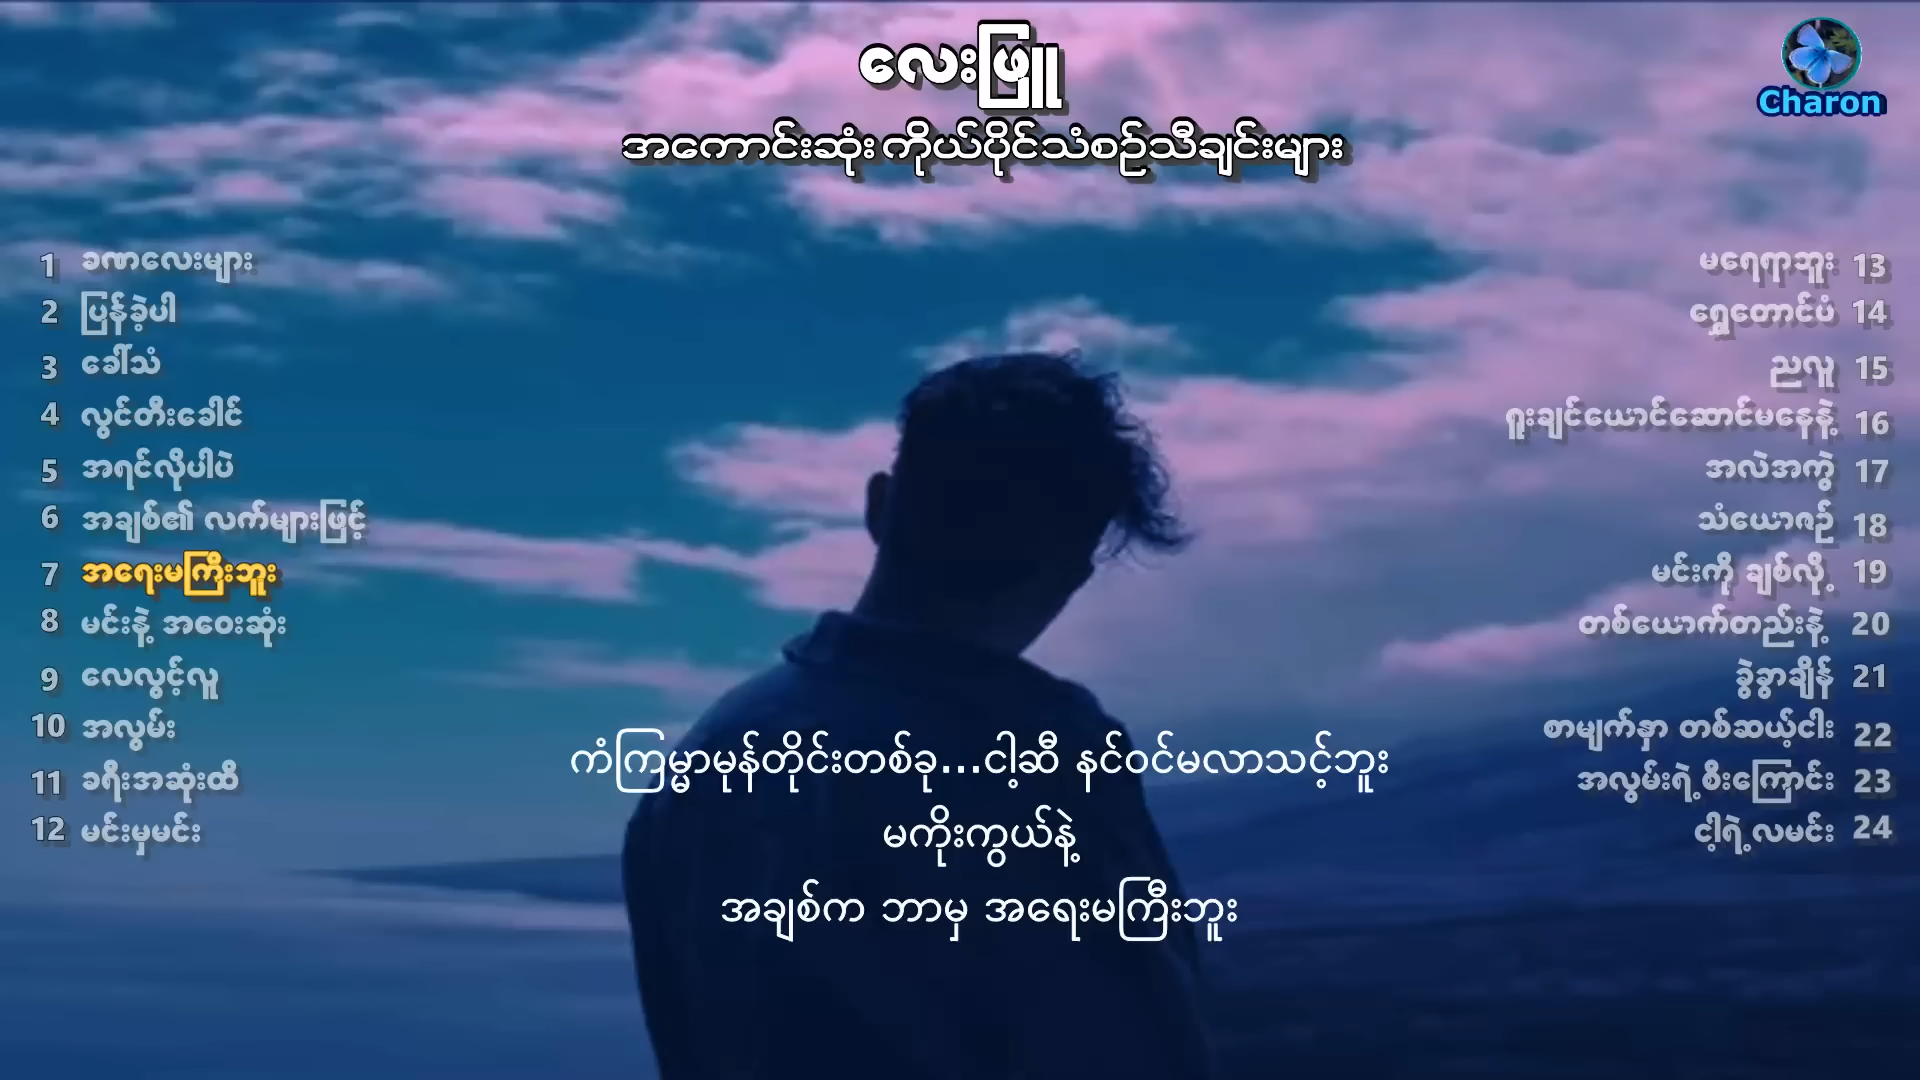 လေးဖြူ
Charon
အကောင်းဆုံး ကိုယ်ပိုင်သံစဉ်သီချင်းများ
1 ခဏလေးများ
2 ပြန်ခဲ့ပါ
3 ခေါ်သံ
4 လွင်တီးခေါင်
5 အရင်လိုပါပဲ
6 အချစ်၏ လက်များဖြင့်
7 အရေးမကြီးဘူး
8 မင်းနဲ့ အဝေးဆုံး
9 လေလွင့်လူ
10 အလွမ်း
11 ခရီးအဆုံးထိ
12 မင်းမှမင်း
မရေရာဘူး 13
ရွှေတောင်ပံ 14
ညလူ 15
ရူးချင်ယောင်ဆောင်မနေနဲ့ 16
အလဲအကွဲ 17
သံယောဇဉ် 18
မင်းကို ချစ်လို့ 19
တစ်ယောက်တည်းနဲ့ 20
ခွဲခွာချိန် 21
စာမျက်နှာ တစ်ဆယ့်ငါး 22
အလွမ်းရဲ့စီးကြောင်း 23
ငါ့ရဲ့လမင်း 24
ကံကြမ္မာမုန်တိုင်းတစ်ခု...ငါ့ဆီ နင်ဝင်မလာသင့်ဘူး
မကိုးကွယ်နဲ့
အချစ်က ဘာမှ အရေးမကြီးဘူး